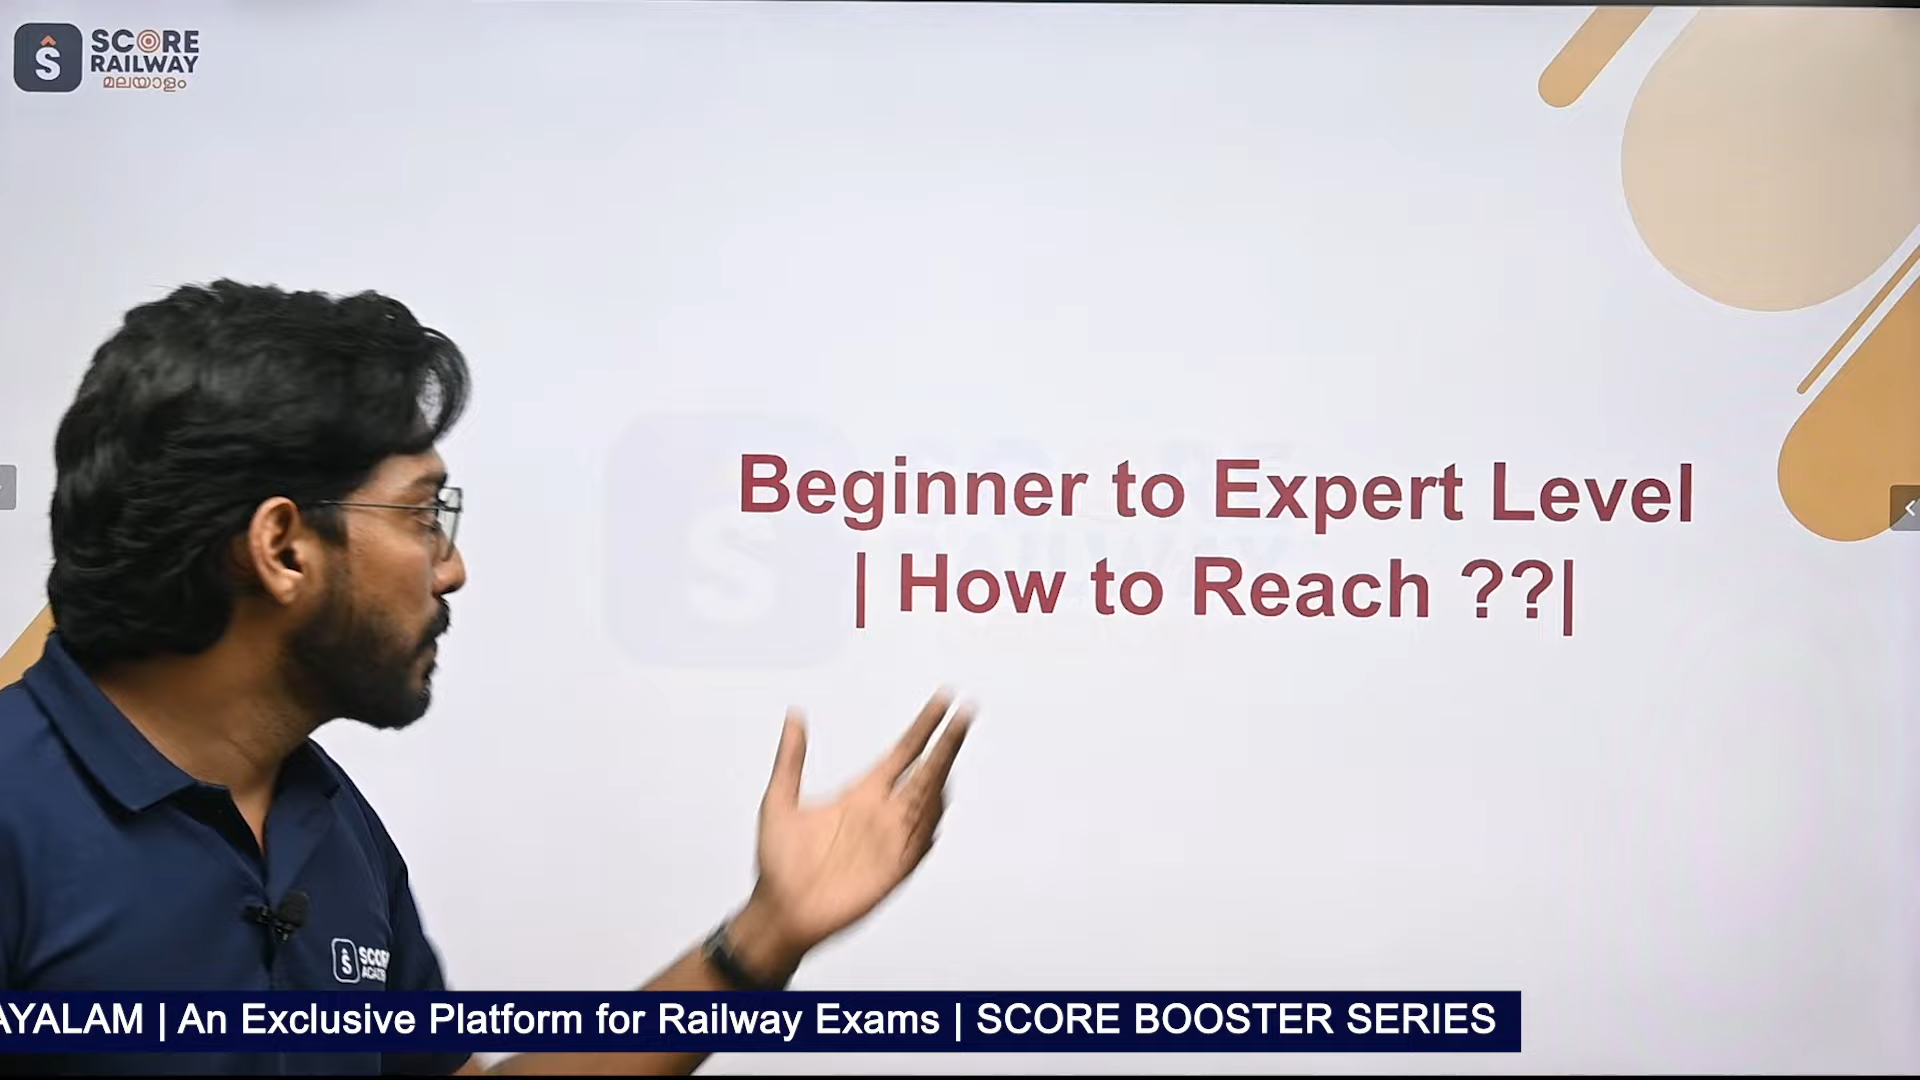 SCORE
RAILWAY
മലയാളം
Beginner to Expert Level
| How to Reach ??|
SCORE
AYALAM | An Exclusive Platform for Railway Exams | SCORE BOOSTER SERIES